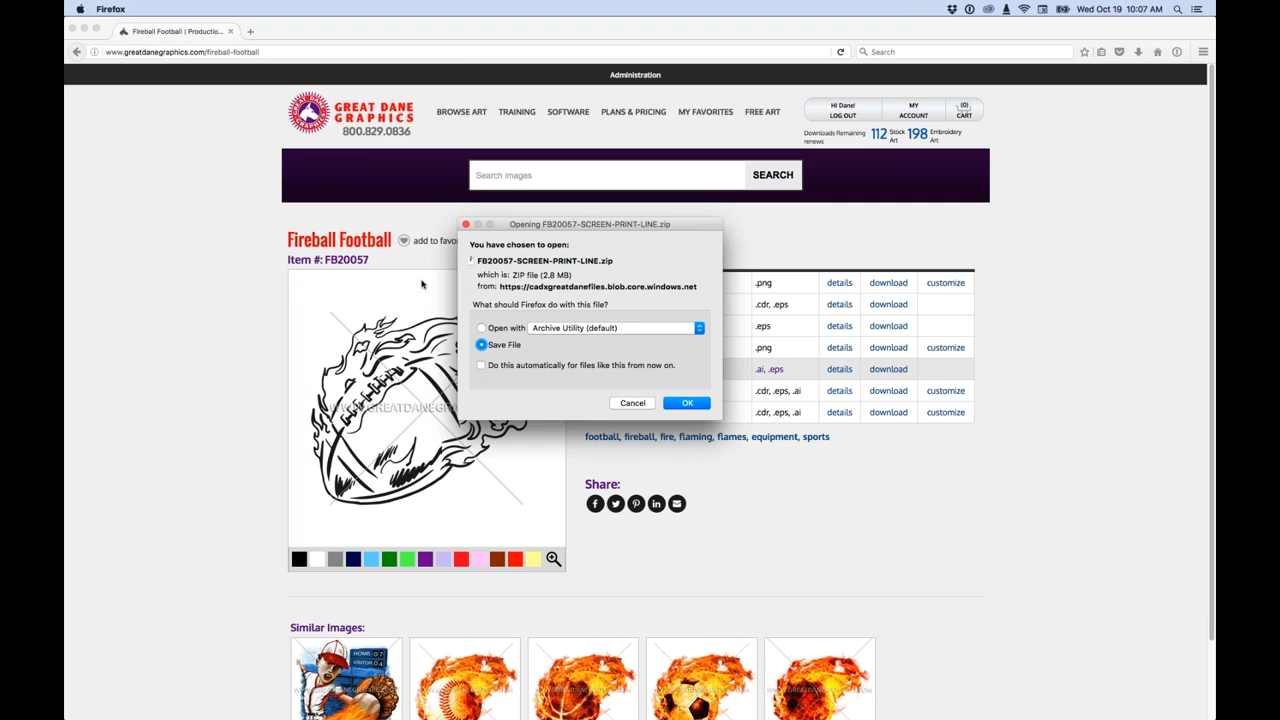 Firefox
Wed Oct 19 10:07 AM
Fireball Football | Productio...
www.greatdanegraphics.com/fireball-football
Search
Administration
GREAT DANE
GRAPHICS
800.829.0836
BROWSE ART TRAINING SOFTWARE PLANS & PRICING MY FAVORITES FREE ART
HI Dane!
LOG OUT
MY
ACCOUNT
(0)
CART
Downloads Remaining
renews
112 Stock Art 198 Embroidery Art
Search images
SEARCH
Fireball Football
add to favo
Item #: FB20057
Opening FB20057-SCREEN-PRINT-LINE.zip
You have chosen to open:
FB20057-SCREEN-PRINT-LINE.zip
which is: ZIP file (2.8 MB)
from: https://cadxgreatdanefiles.blob.core.windows.net
What should Firefox do with this file?
Open with Archive Utility (default)
Save File
Do this automatically for files like this from now on.
Cancel OK
.png details download customize
.cdr, .eps details download
.eps details download
.png details download customize
.ai, .eps details download
.cdr, .eps, .ai details download customize
.cdr, .eps, .ai details download customize
football, fireball, fire, flaming, flames, equipment, sports
Share:
Similar Images:
HOME 07
VISITOR 04